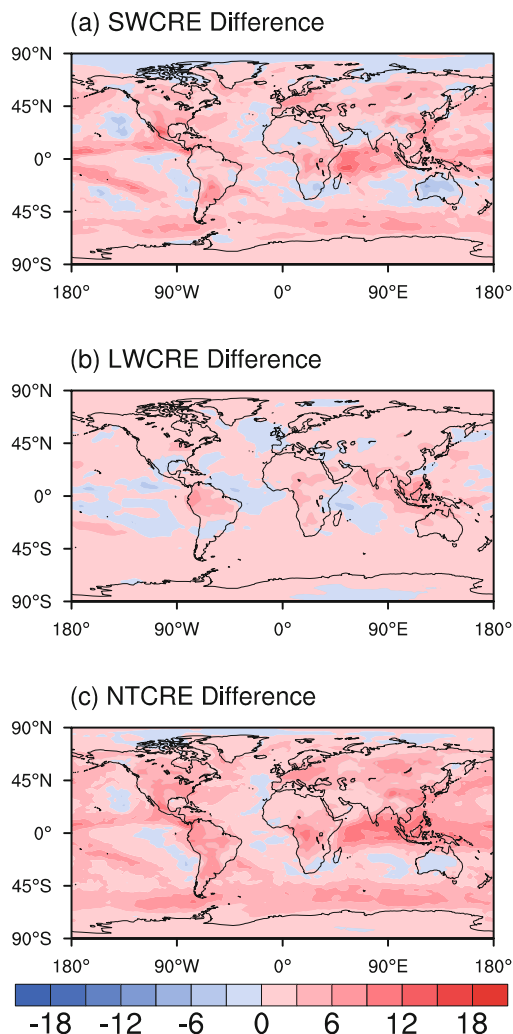 (a) SWCRE Difference
90°N
45°N
0°
45°S
90°S
180° 90°W 0° 90°E 180°
(b) LWCRE Difference
90°N
45°N
0°
45°S
90°S
180° 90°W 0° 90°E 180°
(c) NTCRE Difference
90°N
45°N
0°
45°S
90°S
180° 90°W 0° 90°E 180°
-18 -12 -6 0 6 12 18